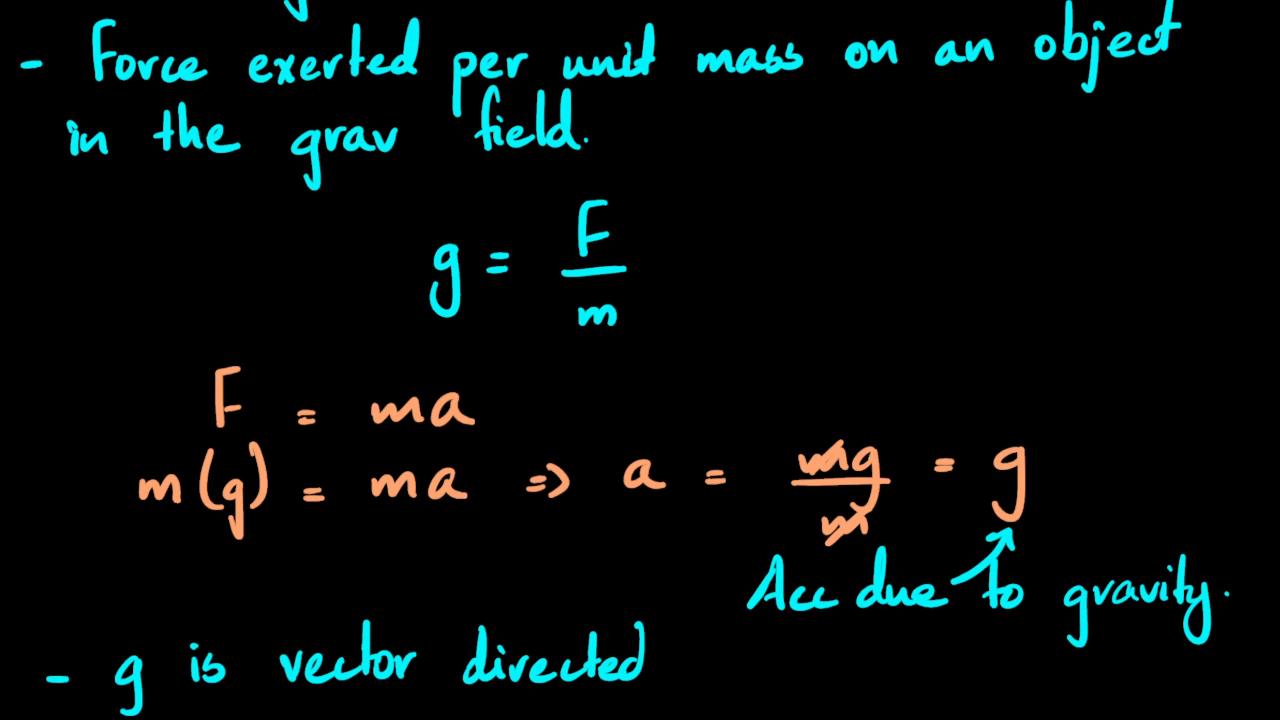 - Force exerted per unit mass on an object
in the grav field.
g = F/m
F = ma
m(g) = ma => a = mg/m = g
Acc due to gravity.
- g is vector directed